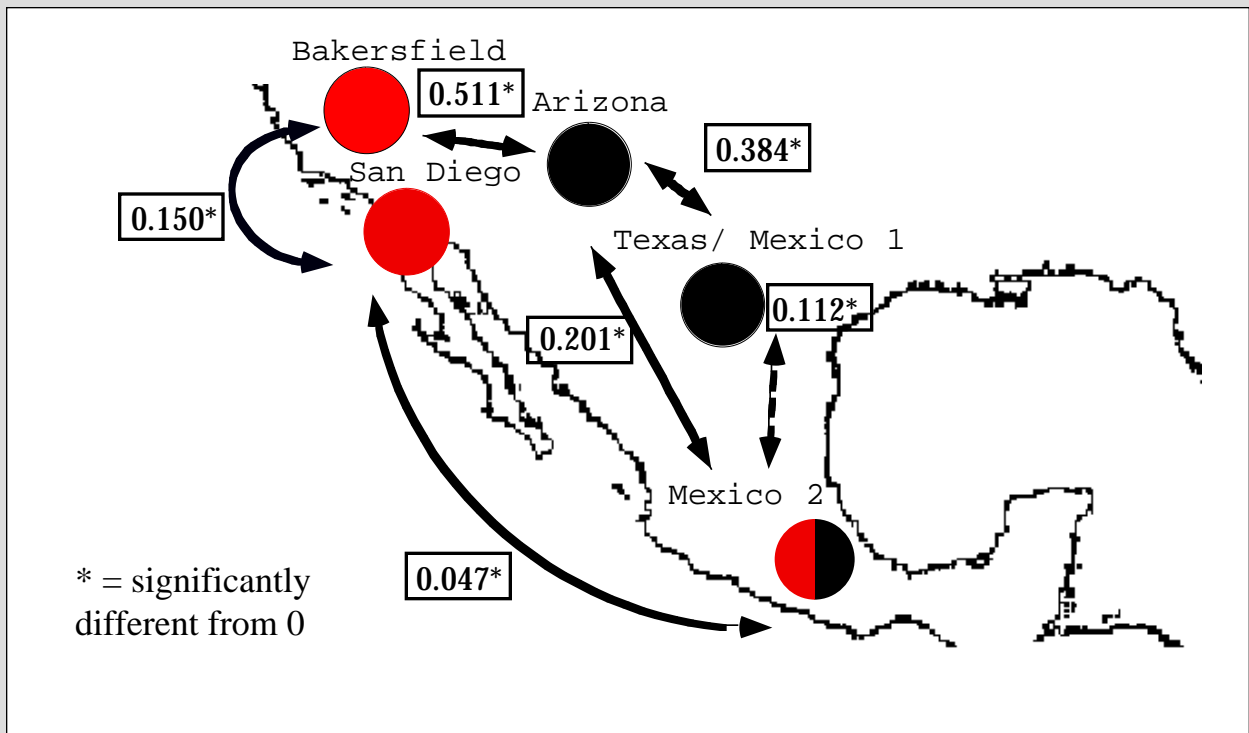 Bakersfield
0.511*
Arizona
0.384*
San Diego
0.150*
Texas/ Mexico 1
0.112*
0.201*
Mexico 2
0.047*
* = significantly
different from 0